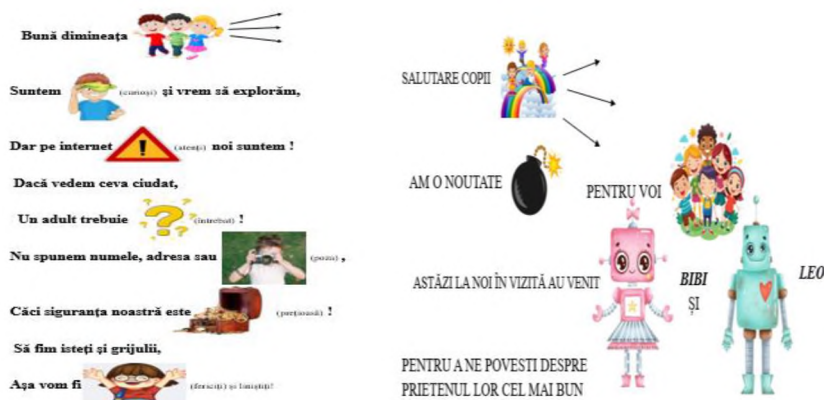 Bună dimineața
Suntem (curioși) și vrem să explorăm,
Dar pe internet (atenți) noi suntem !
Dacă vedem ceva ciudat,
Un adult trebuie (întrebat) !
Nu spunem numele, adresa sau (poza) ,
Căci siguranța noastră este (prețioasă) !
Să fim isteți și grijulii,
Așa vom fi (fericiți) și liniștiți!
SALUTARE COPII
AM O NOUTATE
PENTRU VOI
ASTĂZI LA NOI ÎN VIZITĂ AU VENIT
BIBI
ȘI
LEO
PENTRU A NE POVESTI DESPRE
PRIETENUL LOR CEL MAI BUN